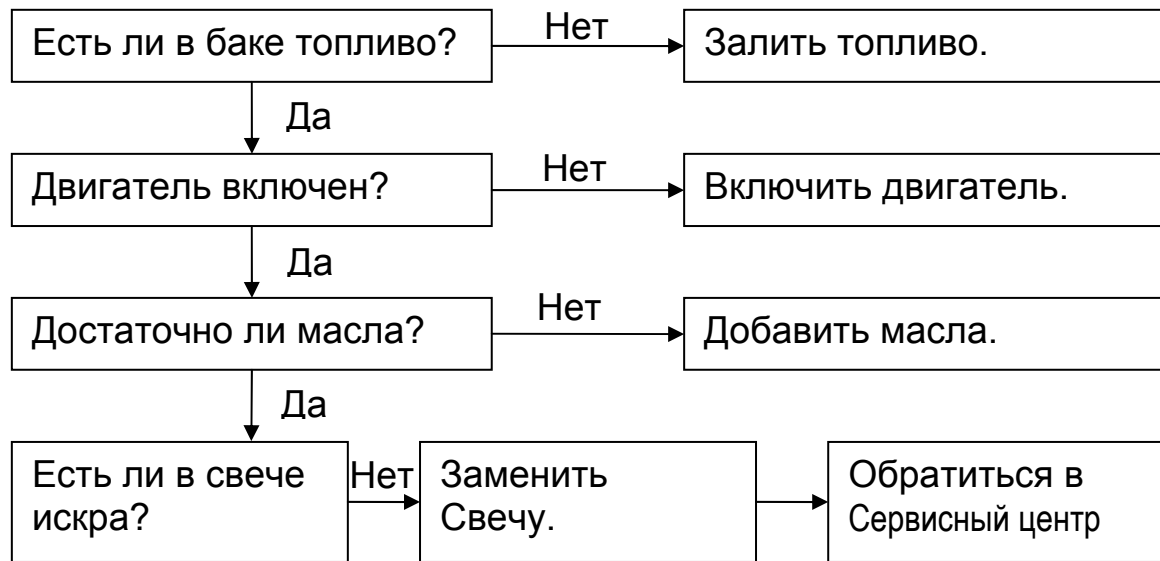 Есть ли в баке топливо?
Нет
Залить топливо.
Да
Двигатель включен?
Нет
Включить двигатель.
Да
Достаточно ли масла?
Нет
Добавить масла.
Да
Есть ли в свече
искра?
Нет
Заменить
Свечу.
Обратиться в
Сервисный центр